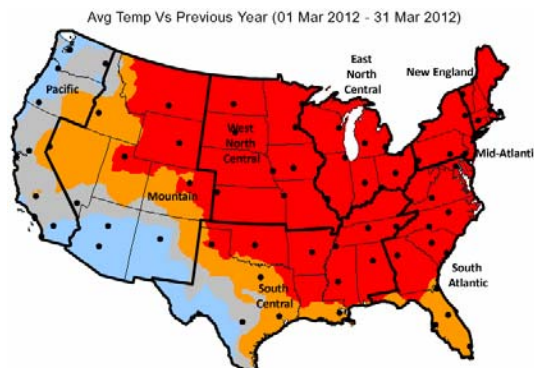 Avg Temp Vs Previous Year (01 Mar 2012 - 31 Mar 2012)
East
North
Central
New England
Pacific
West
North
Central
Mid-Atlanti
Mountain
South
Atlantic
South
Central